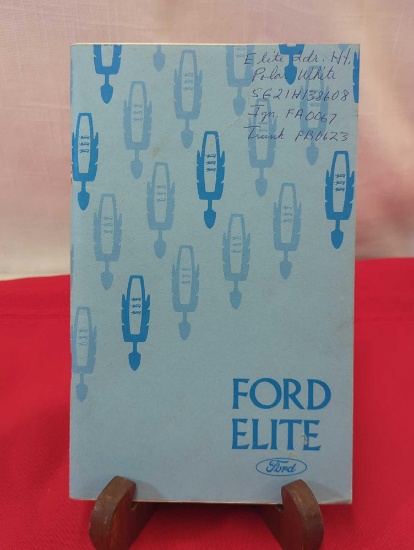 Elite 2dr. H.T.
Polar White
5G21H138608
Ign. FA0067
Trunk FB0623
FORD
ELITE
Ford